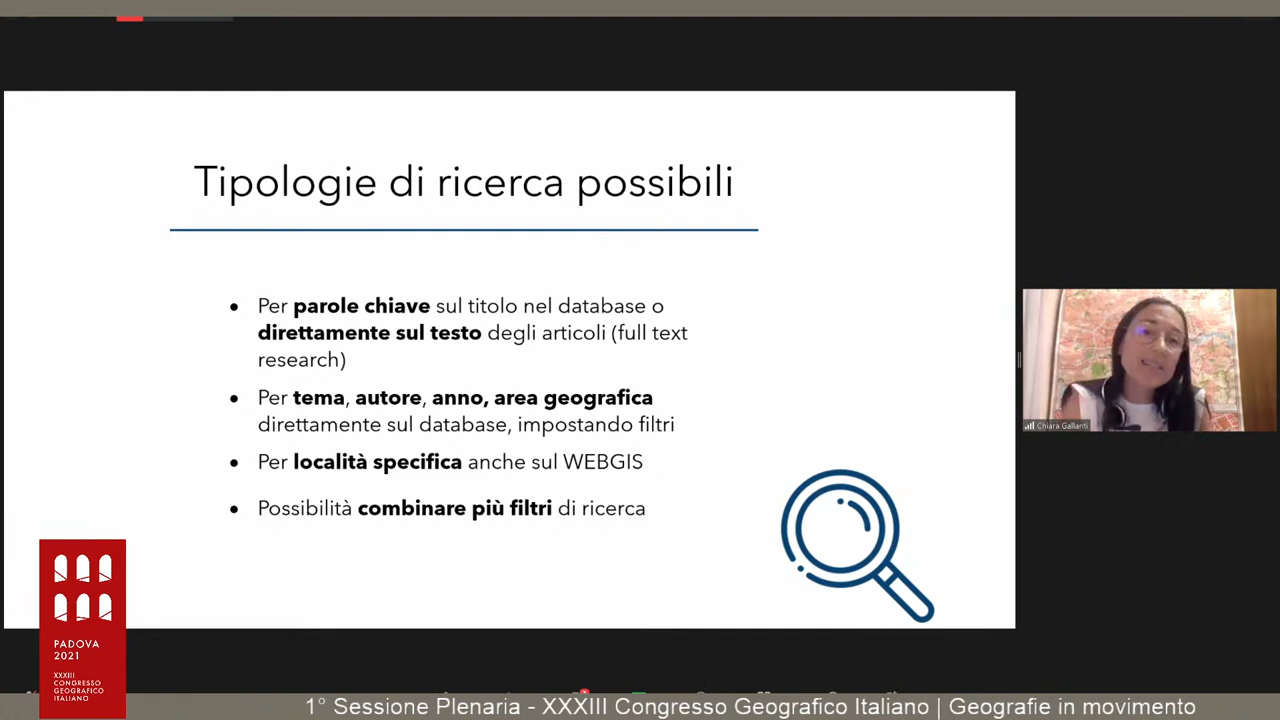 Tipologie di ricerca possibili
• Per parole chiave sul titolo nel database o
direttamente sul testo degli articoli (full text
research)
• Per tema, autore, anno, area geografica
direttamente sul database, impostando filtri
• Per località specifica anche sul WEBGIS
• Possibilità combinare più filtri di ricerca
Chiara Gallanti
PADOVA
2021
XXXIII
CONGRESSO
GEOGRAFICO
ITALIANO
1° Sessione Plenaria - XXXIII Congresso Geografico Italiano | Geografie in movimento